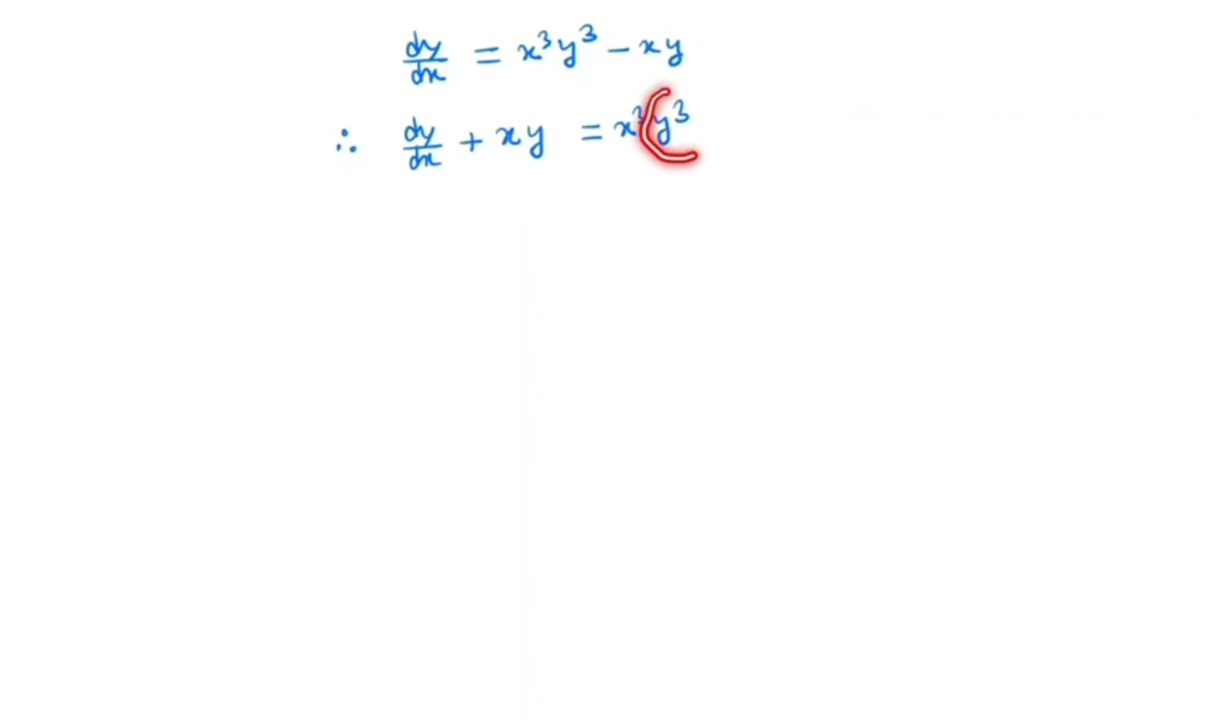 dy/dx = x³y³ - xy
∴ dy/dx + xy = x³y³